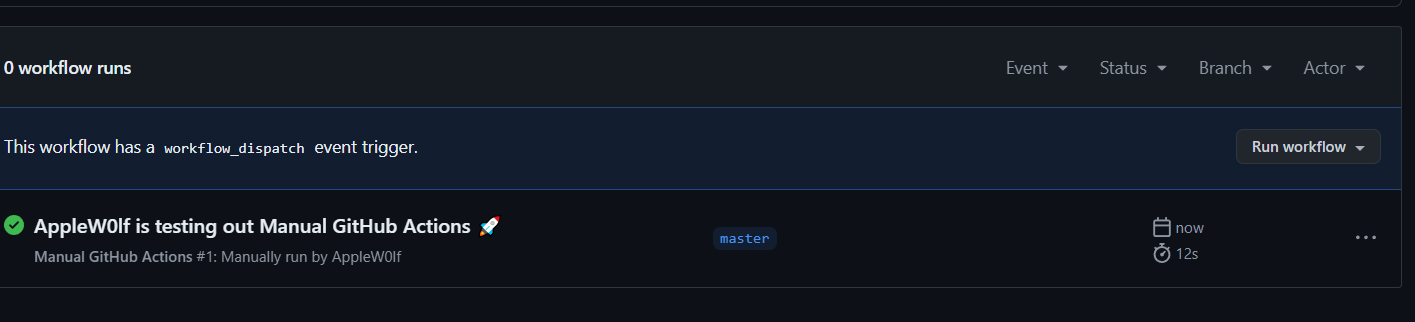 0 workflow runs
Event
Status
Branch
Actor
This workflow has a workflow_dispatch event trigger.
Run workflow
AppleW0lf is testing out Manual GitHub Actions 🚀
Manual GitHub Actions #1: Manually run by AppleW0lf
master
now
12s